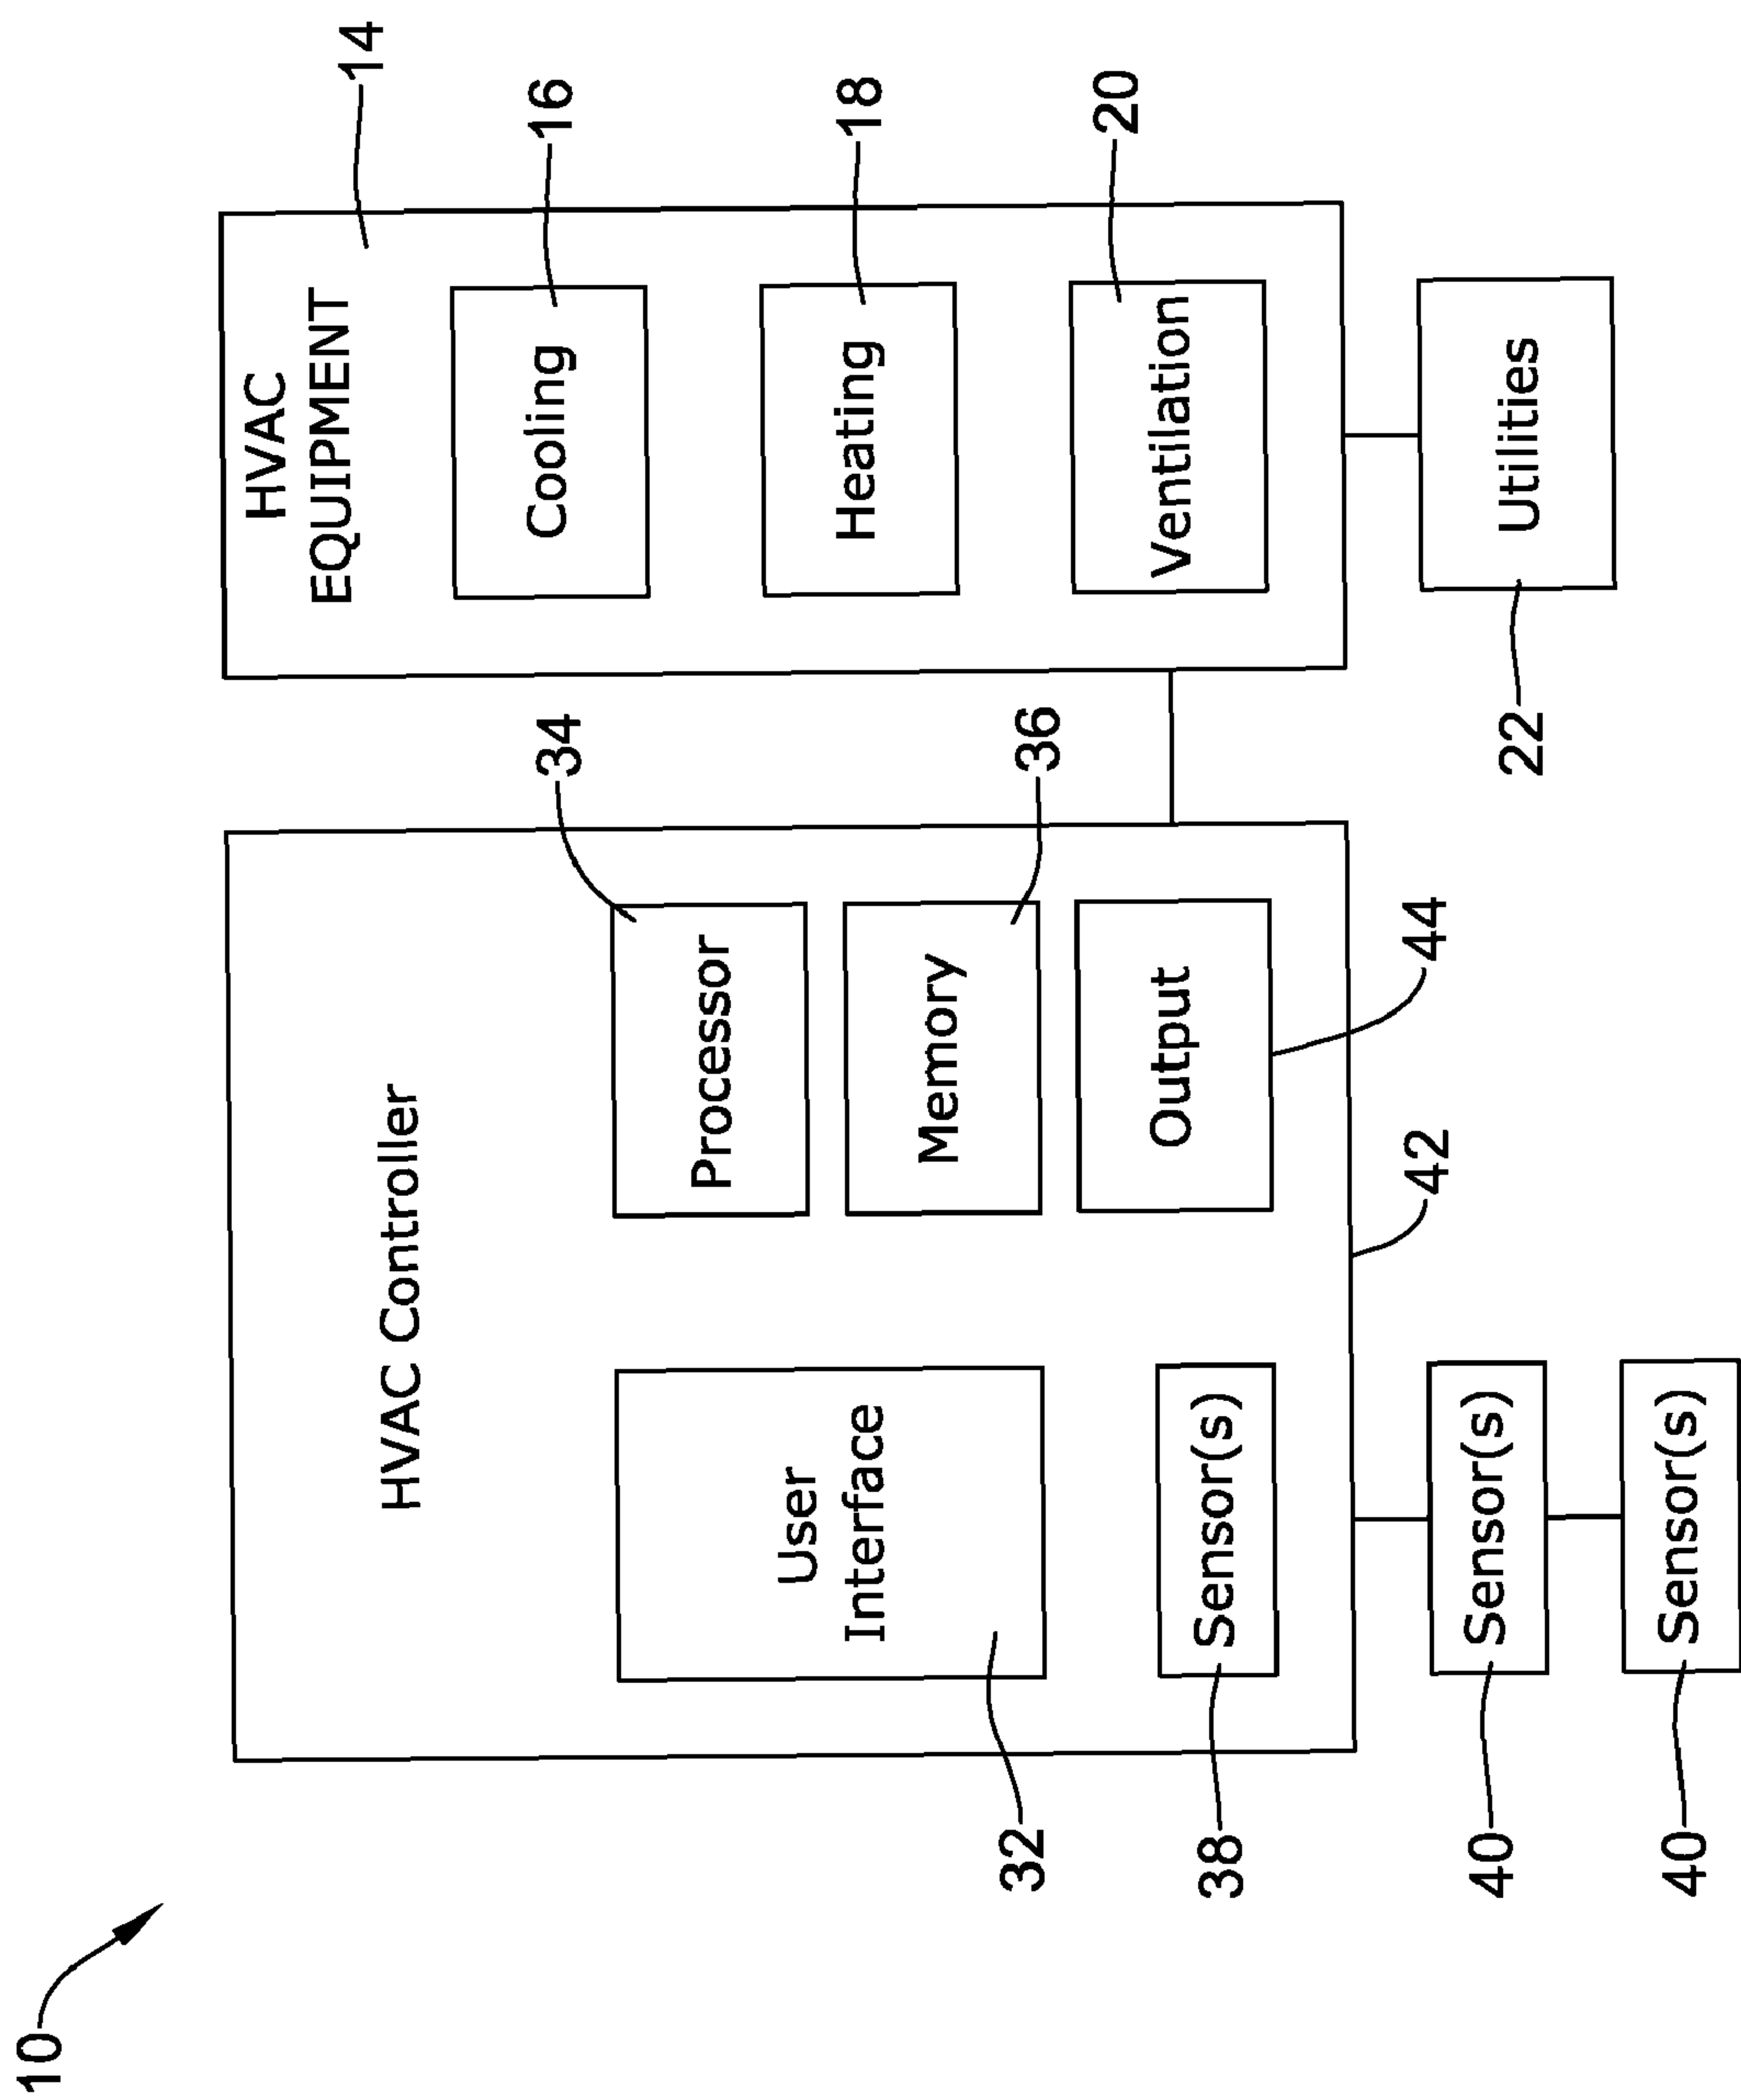 10
HVAC Controller
User
Interface
32
Processor
34
Memory
36
Output
44
Sensor(s)
38
42
Sensor(s)
40
Sensor(s)
40
HVAC
EQUIPMENT
14
Cooling
16
Heating
18
Ventilation
20
Utilities
22